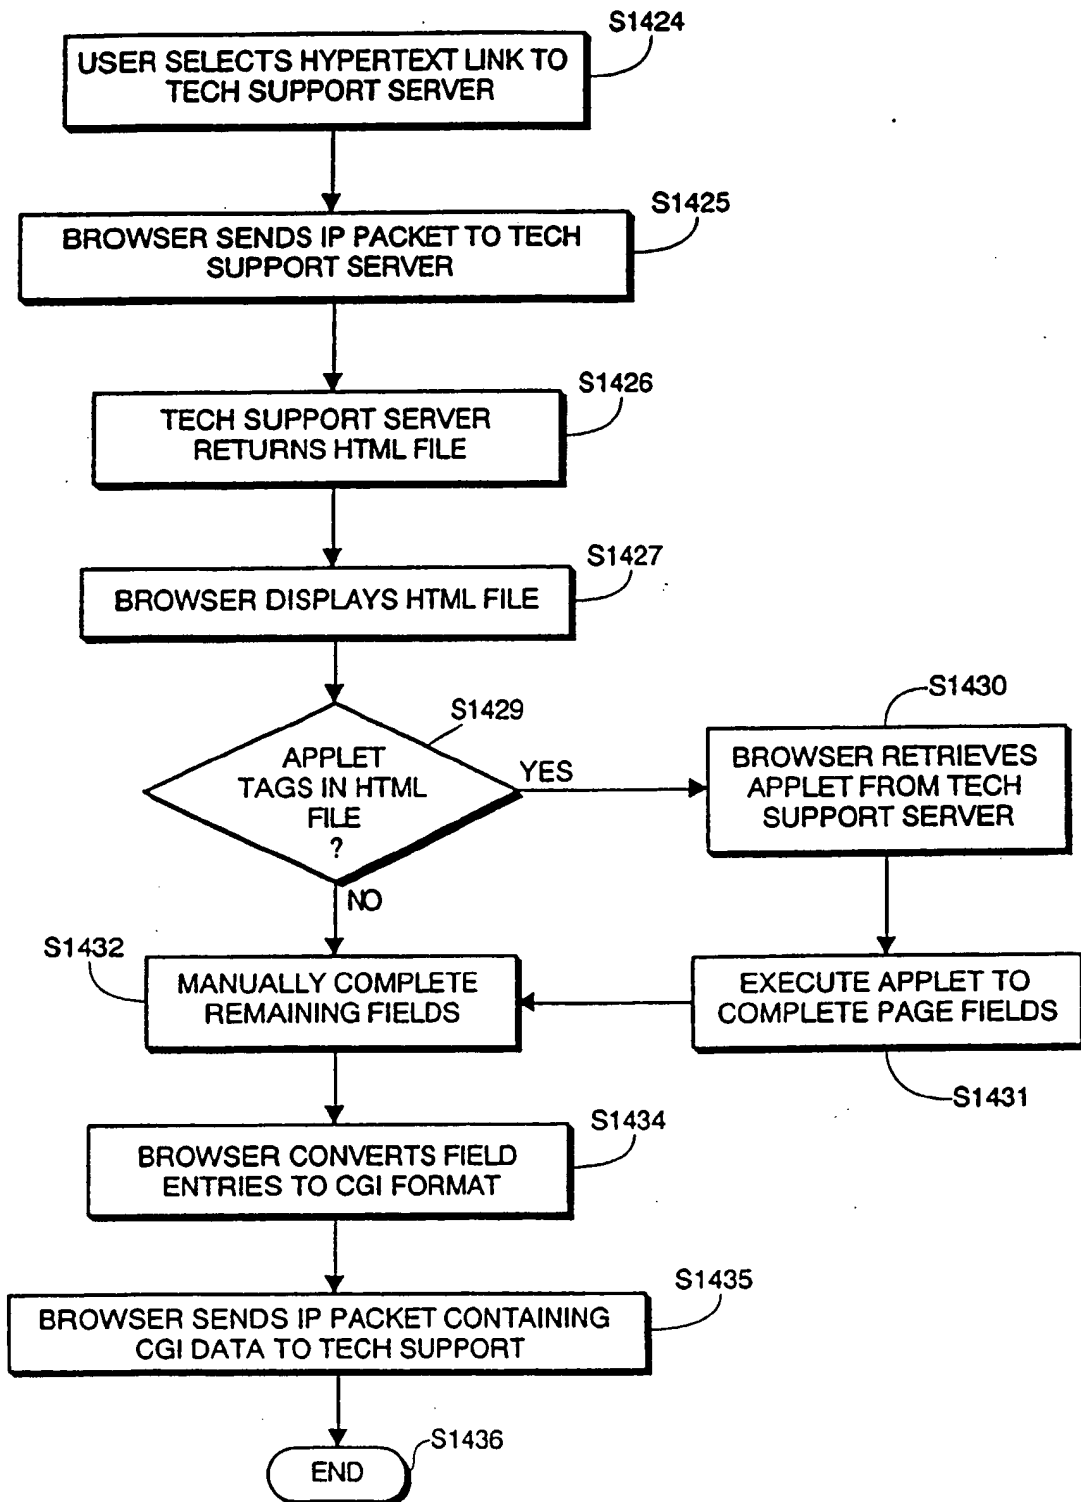 S1424
USER SELECTS HYPERTEXT LINK TO
TECH SUPPORT SERVER
S1425
BROWSER SENDS IP PACKET TO TECH
SUPPORT SERVER
S1426
TECH SUPPORT SERVER
RETURNS HTML FILE
S1427
BROWSER DISPLAYS HTML FILE
S1429
APPLET
TAGS IN HTML
FILE
?
YES
NO
S1430
BROWSER RETRIEVES
APPLET FROM TECH
SUPPORT SERVER
EXECUTE APPLET TO
COMPLETE PAGE FIELDS
S1431
S1432
MANUALLY COMPLETE
REMAINING FIELDS
S1434
BROWSER CONVERTS FIELD
ENTRIES TO CGI FORMAT
S1435
BROWSER SENDS IP PACKET CONTAINING
CGI DATA TO TECH SUPPORT
S1436
END